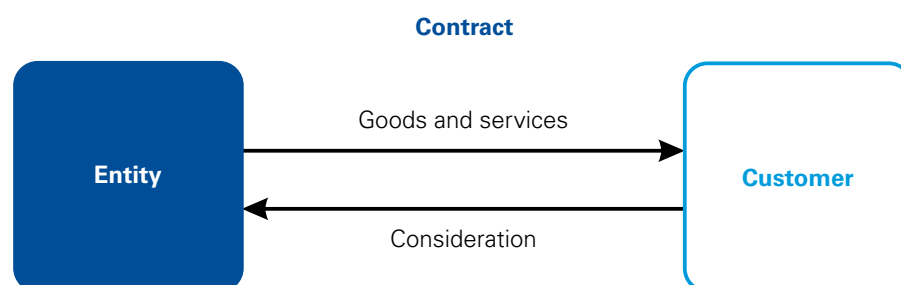 Contract
Goods and services
Entity
Customer
Consideration